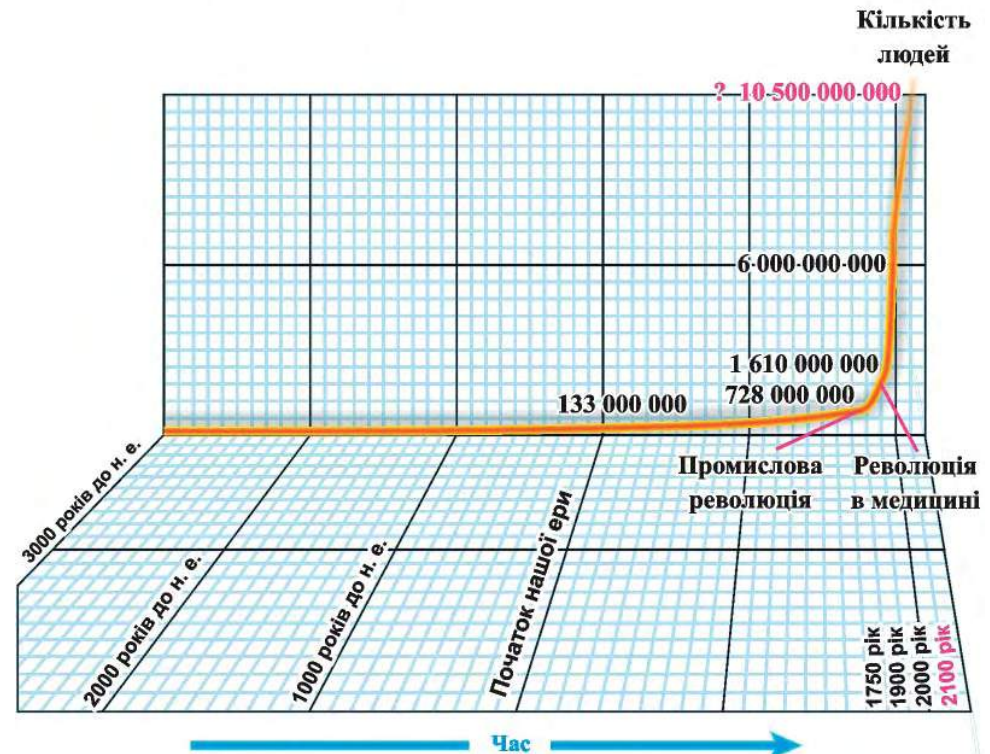 Кількість
людей
? 10 500 000 000
6 000 000 000
1 610 000 000
728 000 000
133 000 000
Промислова
революція
Революція
в медицині
3000 років до н. е.
2000 років до н. е.
1000 років до н. е.
Початок нашої ери
1750 рік
1900 рік
2000 рік
2100 рік
Час